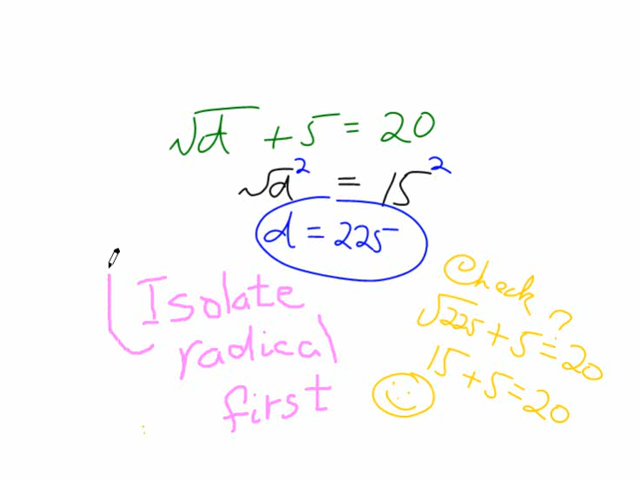 √d + 5 = 20
√d² = 15²
d = 225
Isolate
radical
first
Check?
√225 + 5 = 20
15 + 5 = 20